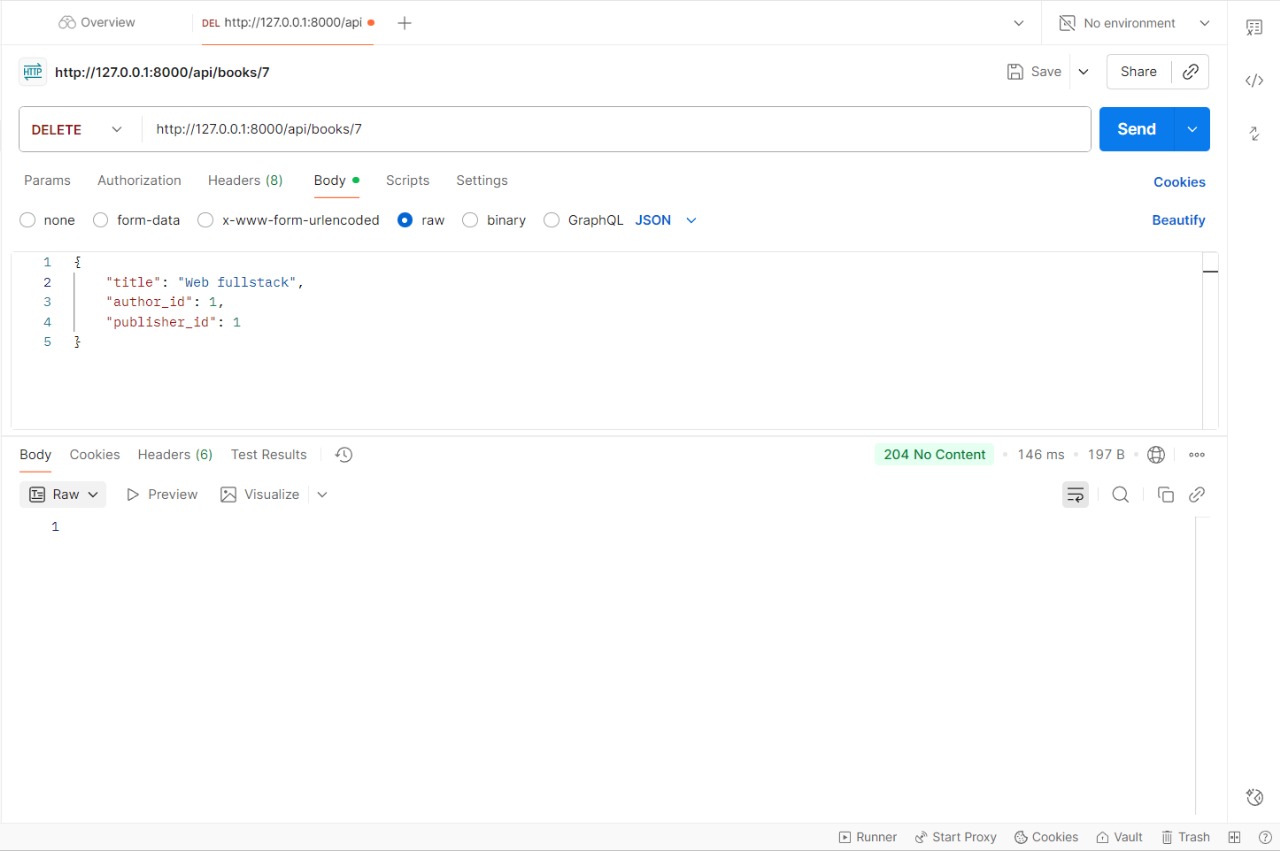 Overview
DEL http://127.0.0.1:8000/api
No environment
HTTP http://127.0.0.1:8000/api/books/7
Save
Share
DELETE http://127.0.0.1:8000/api/books/7
Send
Params Authorization Headers (8) Body Scripts Settings
Cookies
none form-data x-www-form-urlencoded raw binary GraphQL JSON
Beautify
1 {
2 "title": "Web fullstack",
3 "author_id": 1,
4 "publisher_id": 1
5 }
Body Cookies Headers (6) Test Results
204 No Content 146 ms 197 B
Raw Preview Visualize
1
Runner Start Proxy Cookies Vault Trash